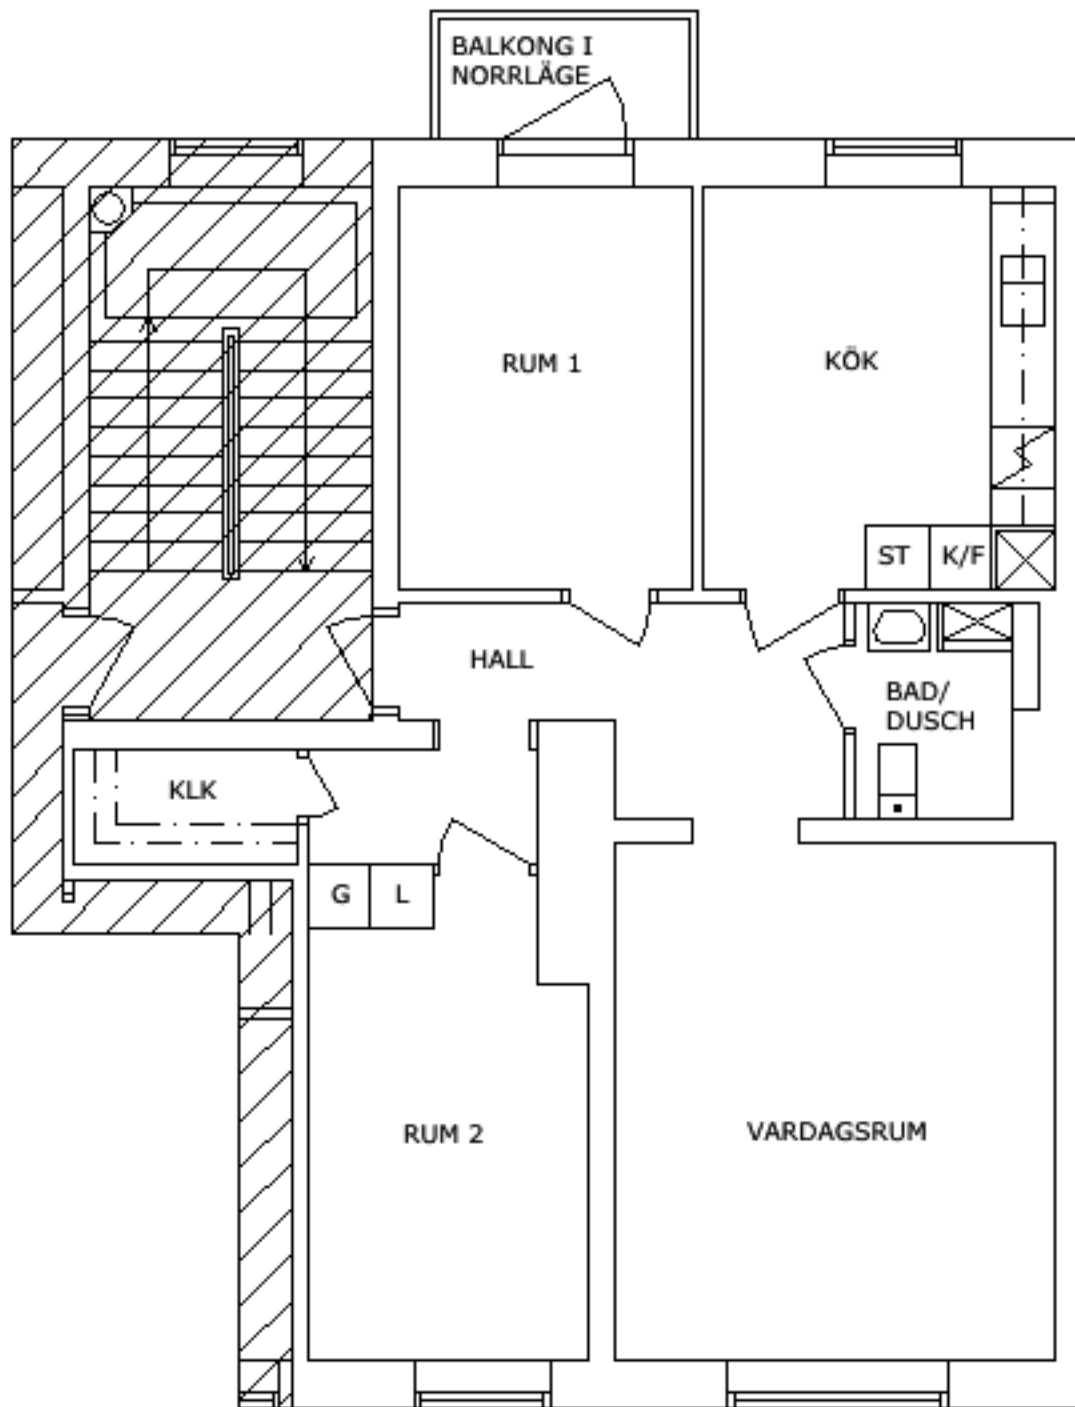 BALKONG I
NORRLÄGE
RUM 1
KÖK
ST
K/F
HALL
BAD/
DUSCH
KLK
G
L
RUM 2
VARDAGSRUM